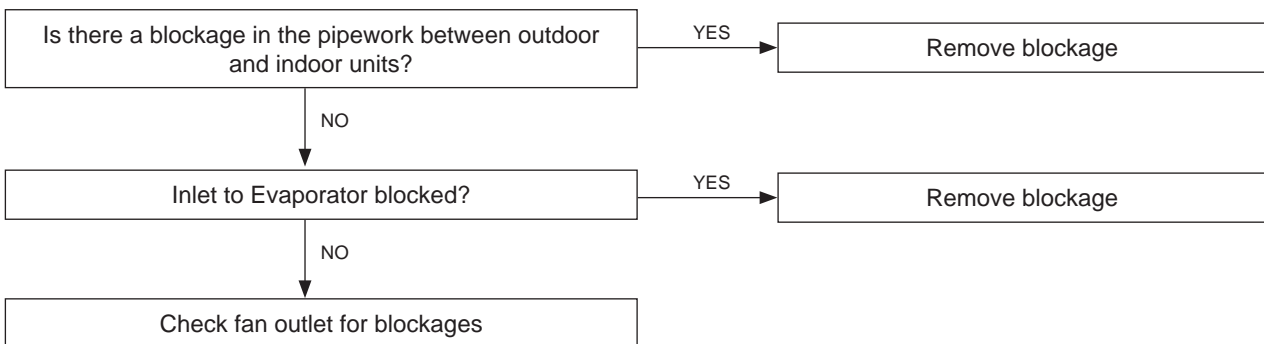 Is there a blockage in the pipework between outdoor
and indoor units?
YES
Remove blockage
NO
Inlet to Evaporator blocked?
YES
Remove blockage
NO
Check fan outlet for blockages